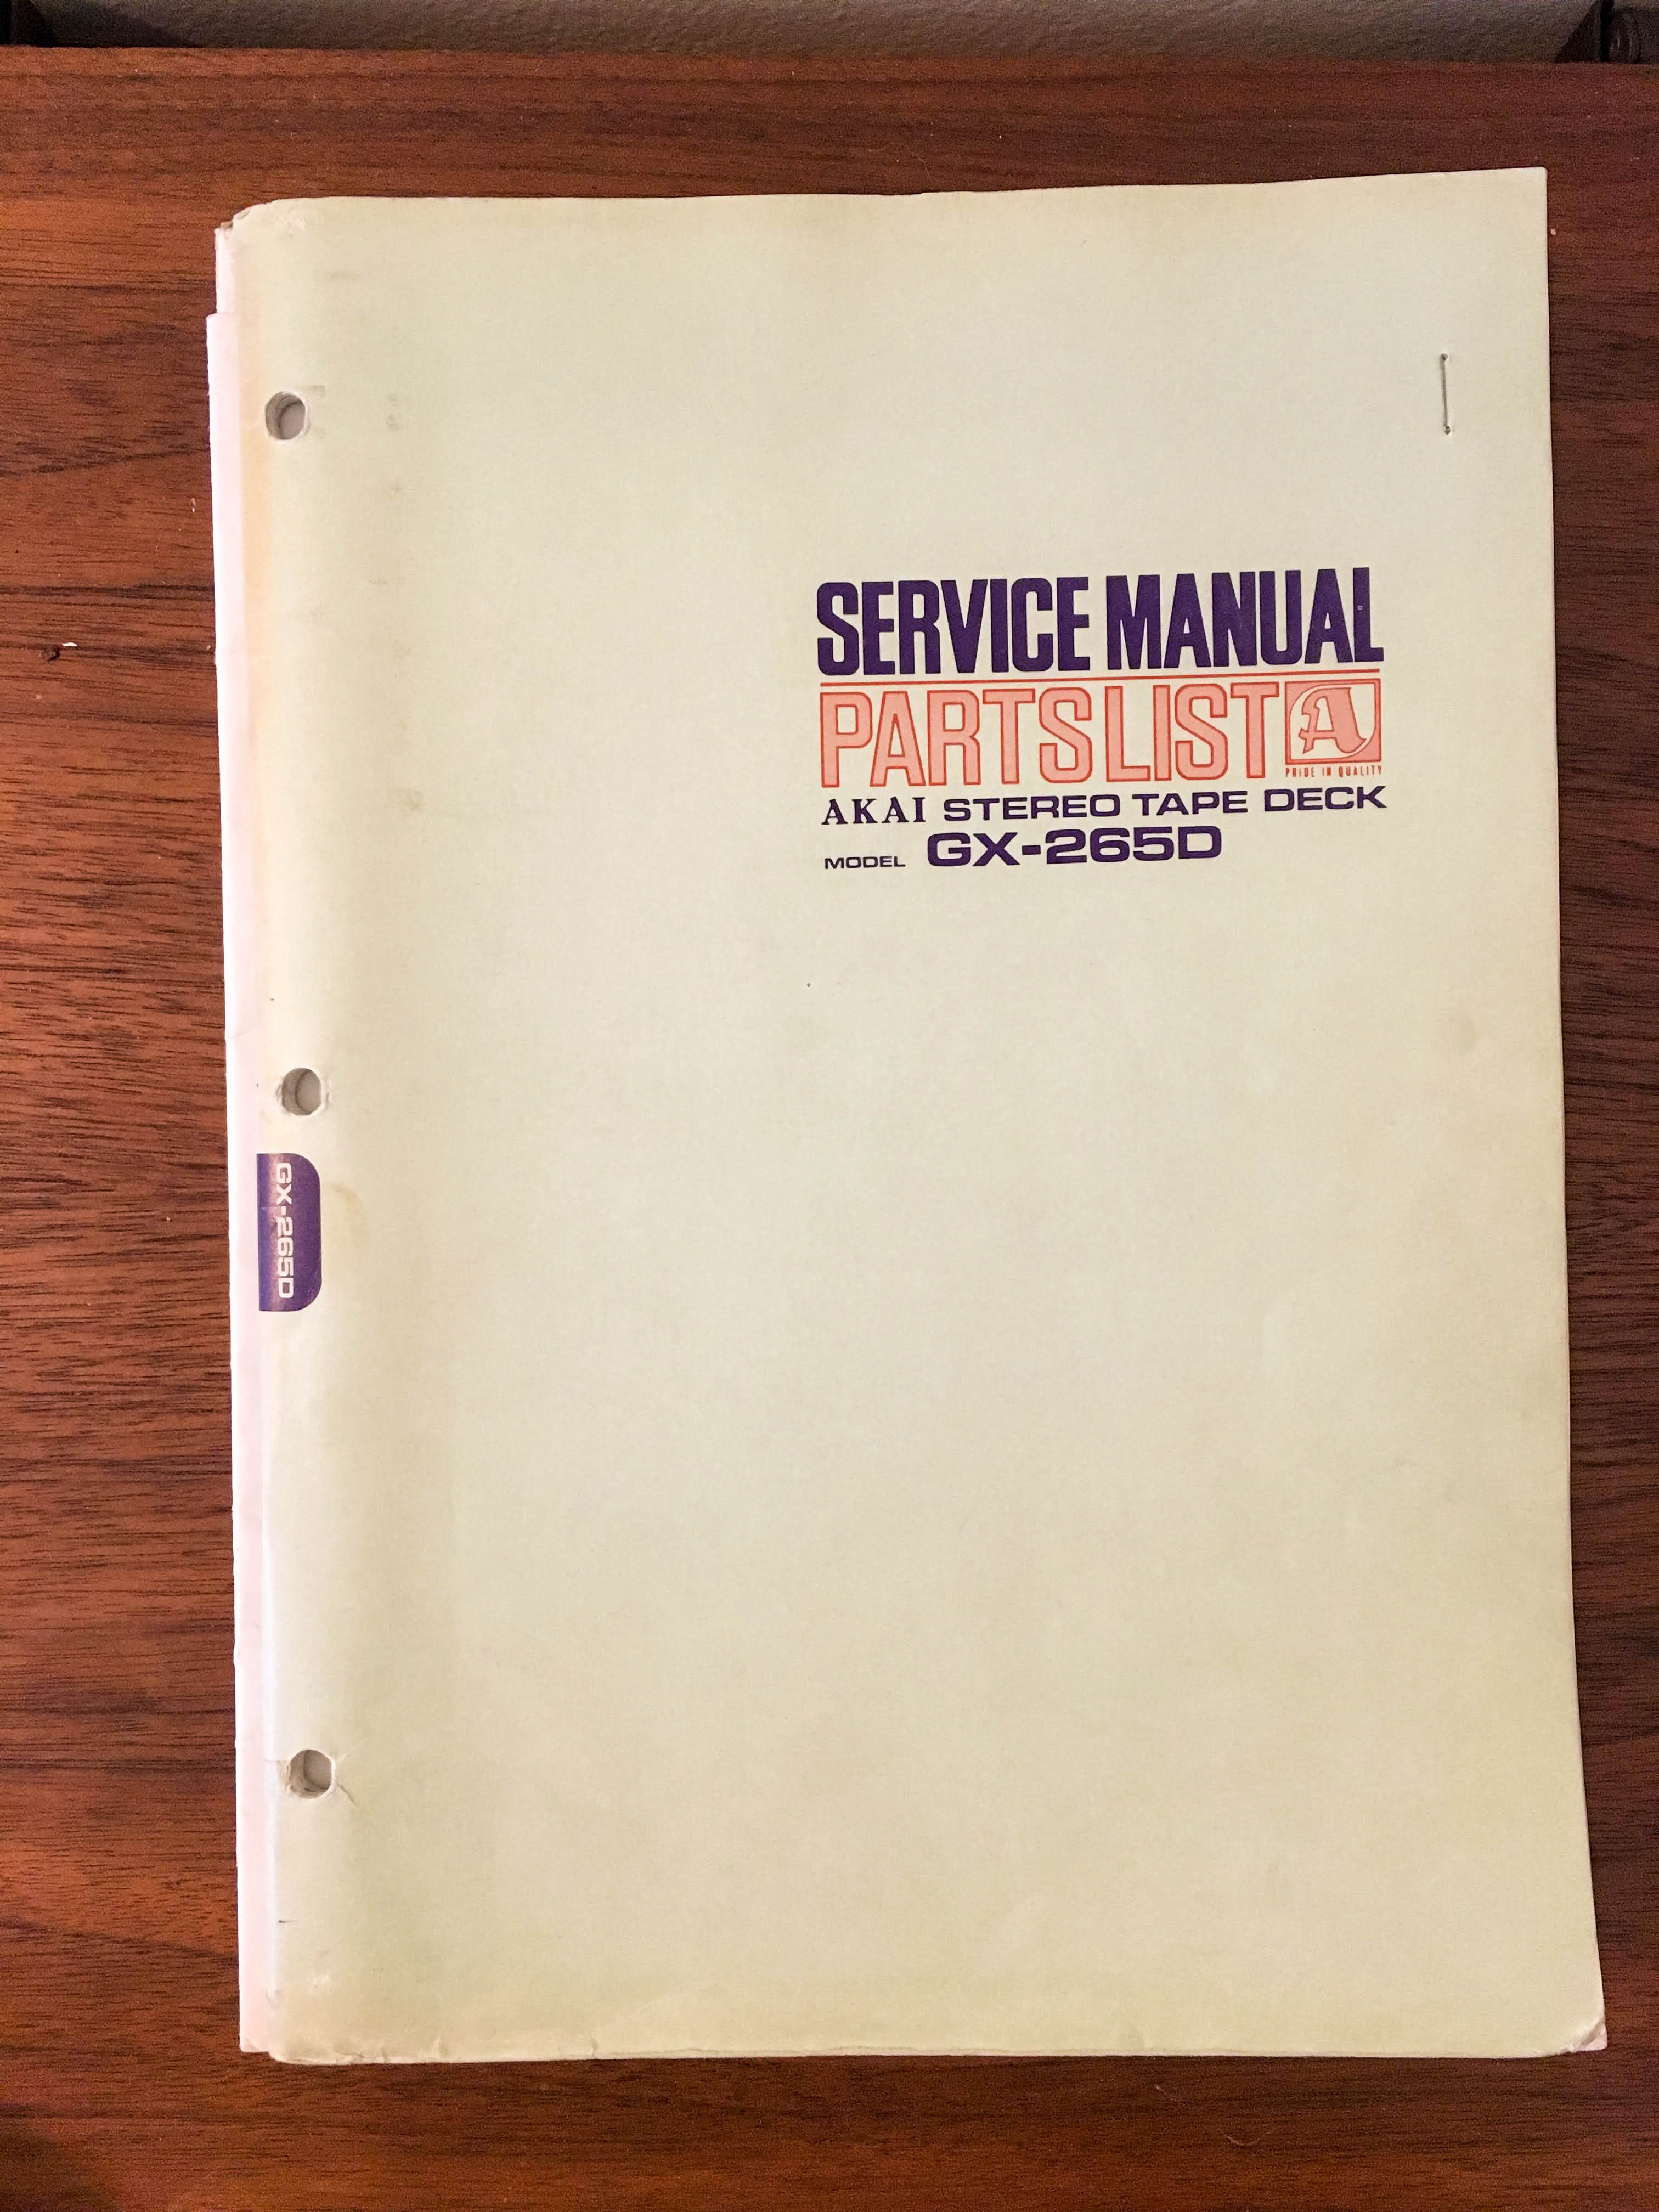 SERVICE MANUAL
PARTS LIST A
PRIDE IN QUALITY
AKAI STEREO TAPE DECK
MODEL GX-265D
GX-265D